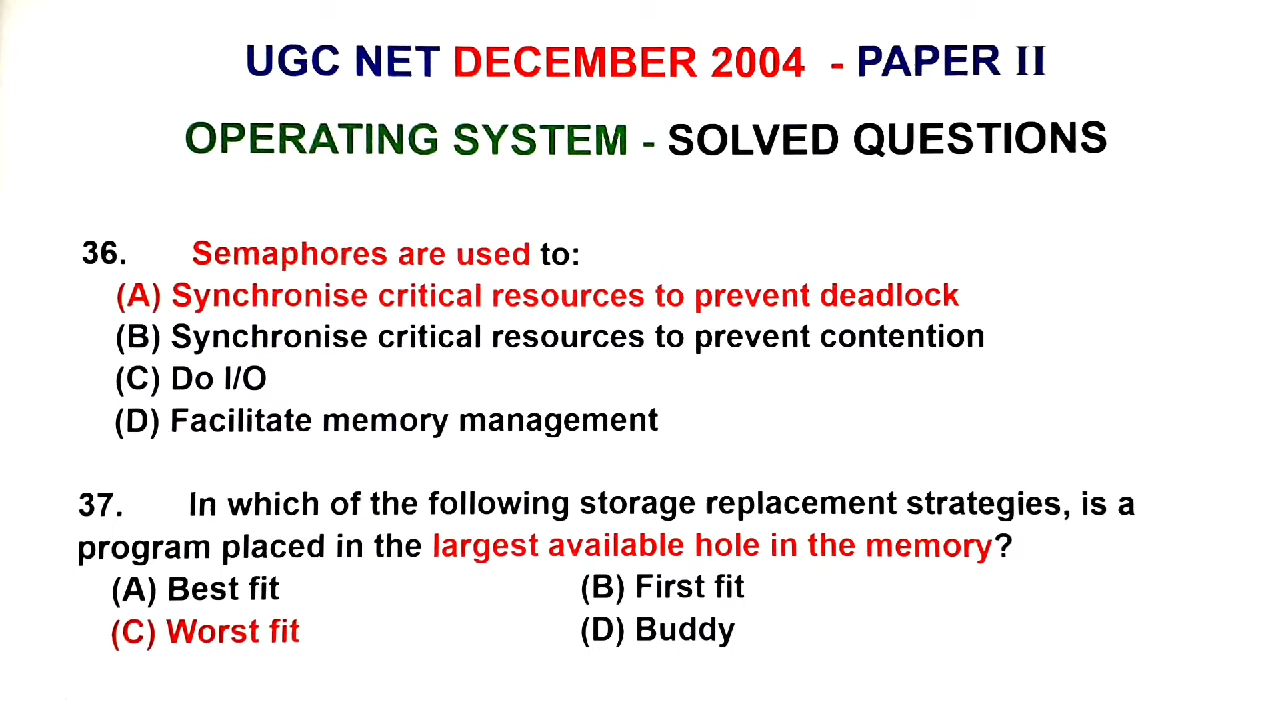 UGC NET DECEMBER 2004 - PAPER II
OPERATING SYSTEM - SOLVED QUESTIONS
36. Semaphores are used to:
(A) Synchronise critical resources to prevent deadlock
(B) Synchronise critical resources to prevent contention
(C) Do I/O
(D) Facilitate memory management
37. In which of the following storage replacement strategies, is a
program placed in the largest available hole in the memory?
(A) Best fit (B) First fit
(C) Worst fit (D) Buddy